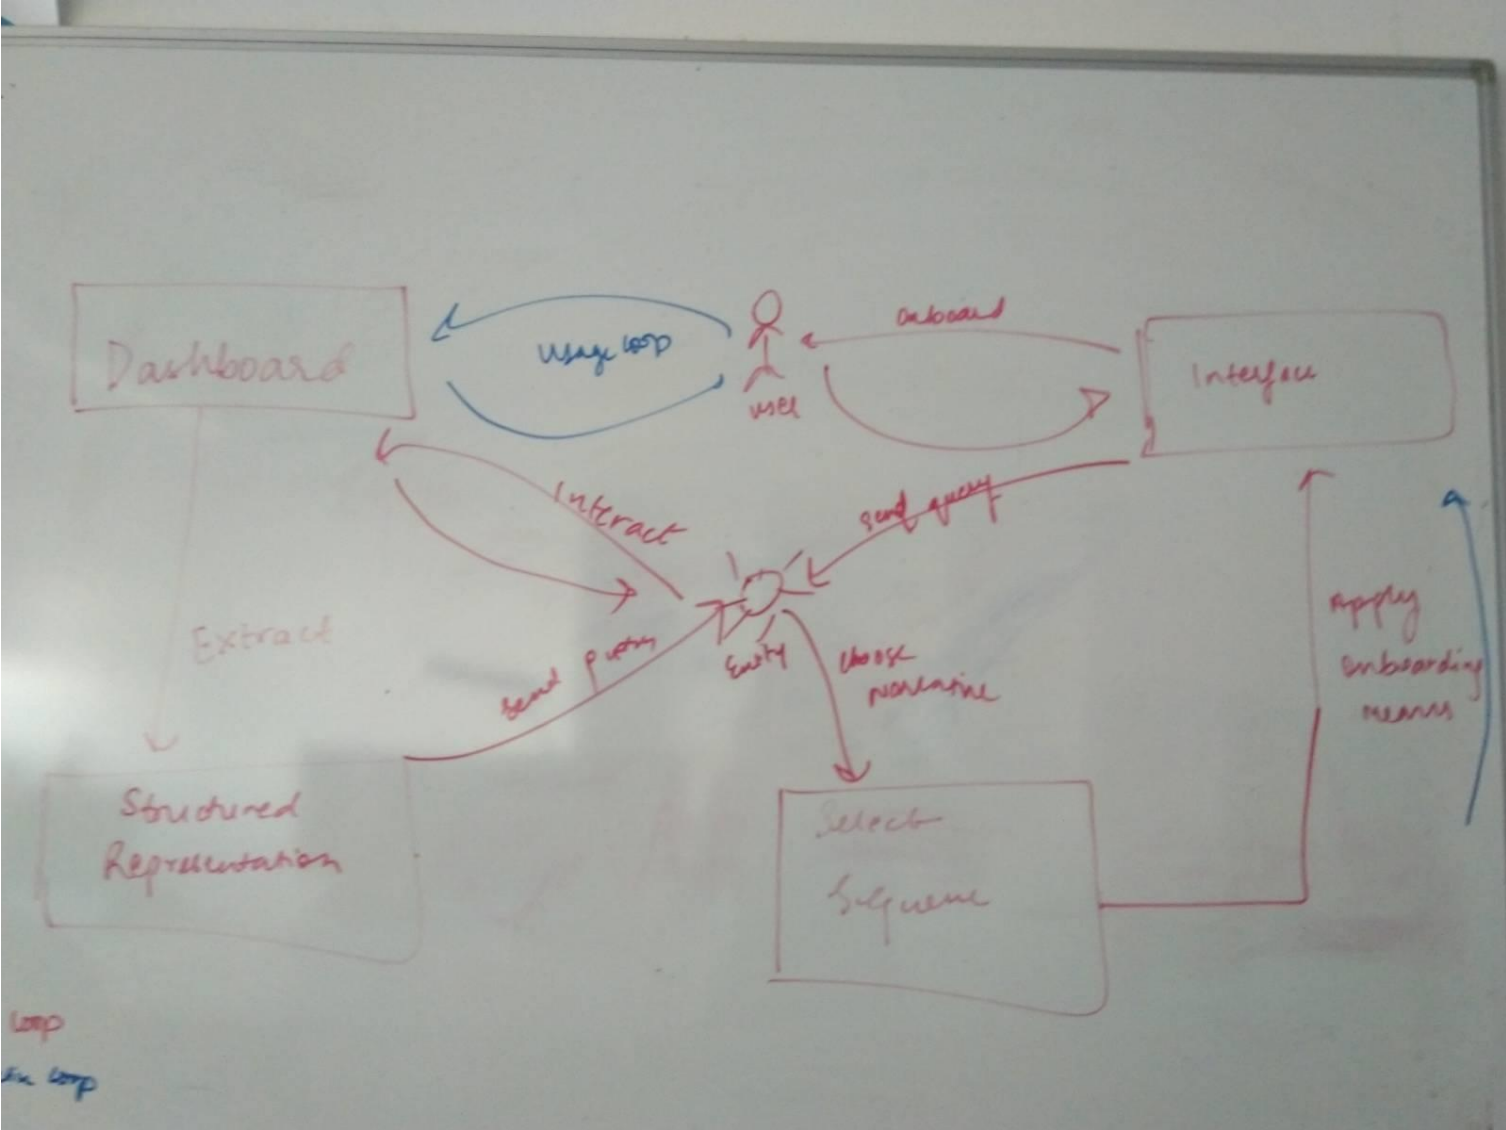 Dashboard
Usage loop
user
onboard
Interface
Interact
send query
Extract
send
Entity
choose
narrative
Apply
onboarding
means
Structured
Representation
Select
Sequence
loop
loop